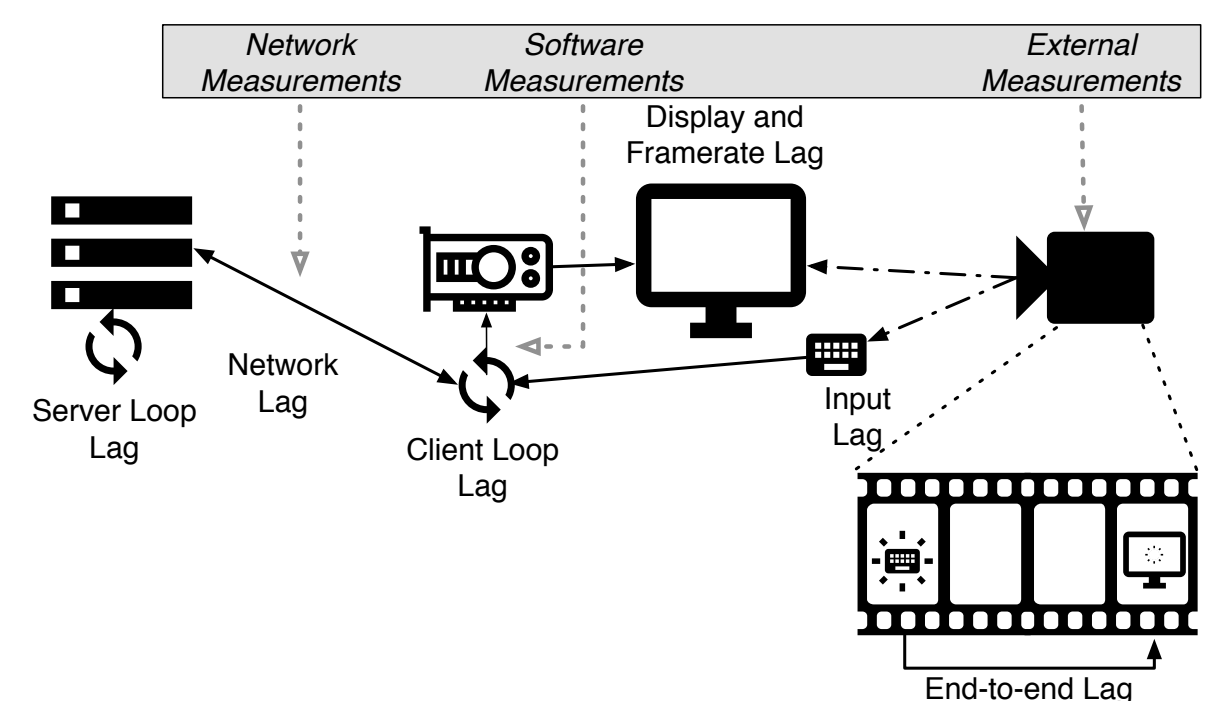 Network
Measurements
Software
Measurements
External
Measurements
Display and
Framerate Lag
Network
Lag
Server Loop
Lag
Client Loop
Lag
Input
Lag
End-to-end Lag